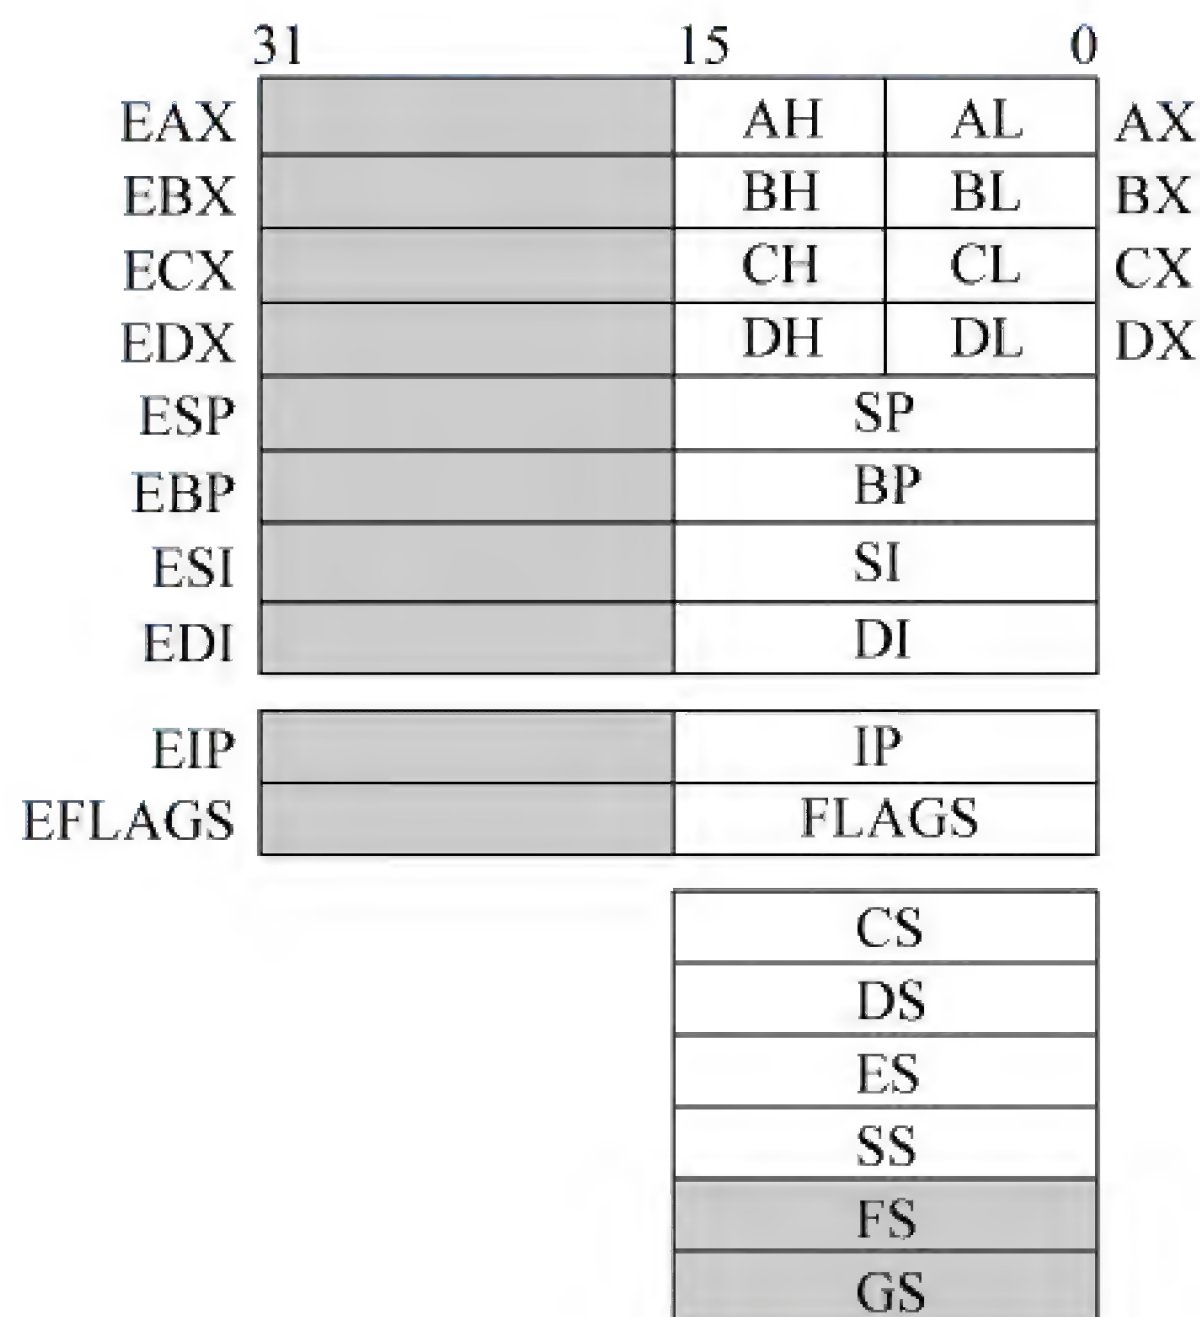 31 15 0
EAX AH AL AX
EBX BH BL BX
ECX CH CL CX
EDX DH DL DX
ESP SP
EBP BP
ESI SI
EDI DI
EIP IP
EFLAGS FLAGS
CS
DS
ES
SS
FS
GS